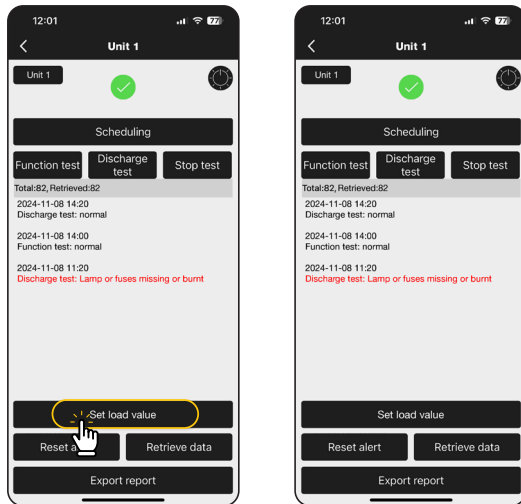 12:01
77
Unit 1
Unit 1
Scheduling
Function test
Discharge
test
Stop test
Total:82, Retrieved:82
2024-11-08 14:20
Discharge test: normal
2024-11-08 14:00
Function test: normal
2024-11-08 11:20
Discharge test: Lamp or fuses missing or burnt
Set load value
Reset a
Retrieve data
Export report
12:01
77
Unit 1
Unit 1
Scheduling
Function test
Discharge
test
Stop test
Total:82, Retrieved:82
2024-11-08 14:20
Discharge test: normal
2024-11-08 14:00
Function test: normal
2024-11-08 11:20
Discharge test: Lamp or fuses missing or burnt
Set load value
Reset alert
Retrieve data
Export report